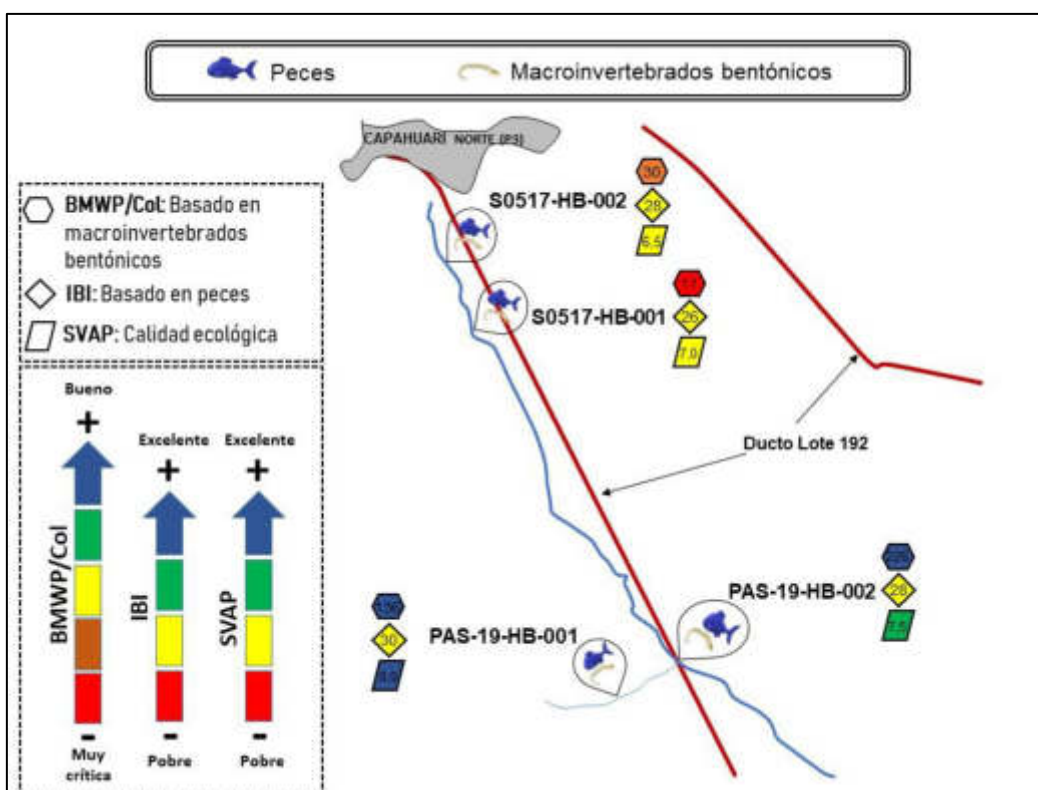 Peces
Macroinvertebrados bentónicos
CAPAHUARI NORTE (PS)
BMWP/Col: Basado en
macroinvertebrados
bentónicos
IBI: Basado en peces
SVAP: Calidad ecológica
S0517-HB-002
30
28
6,5
S0517-HB-001
26
7,0
Ducto Lote 192
PAS-19-HB-002
28
PAS-19-HB-001
30
Bueno
+
Excelente
+
Excelente
+
BMWP/Col
IBI
SVAP
-
Muy
crítica
-
Pobre
-
Pobre